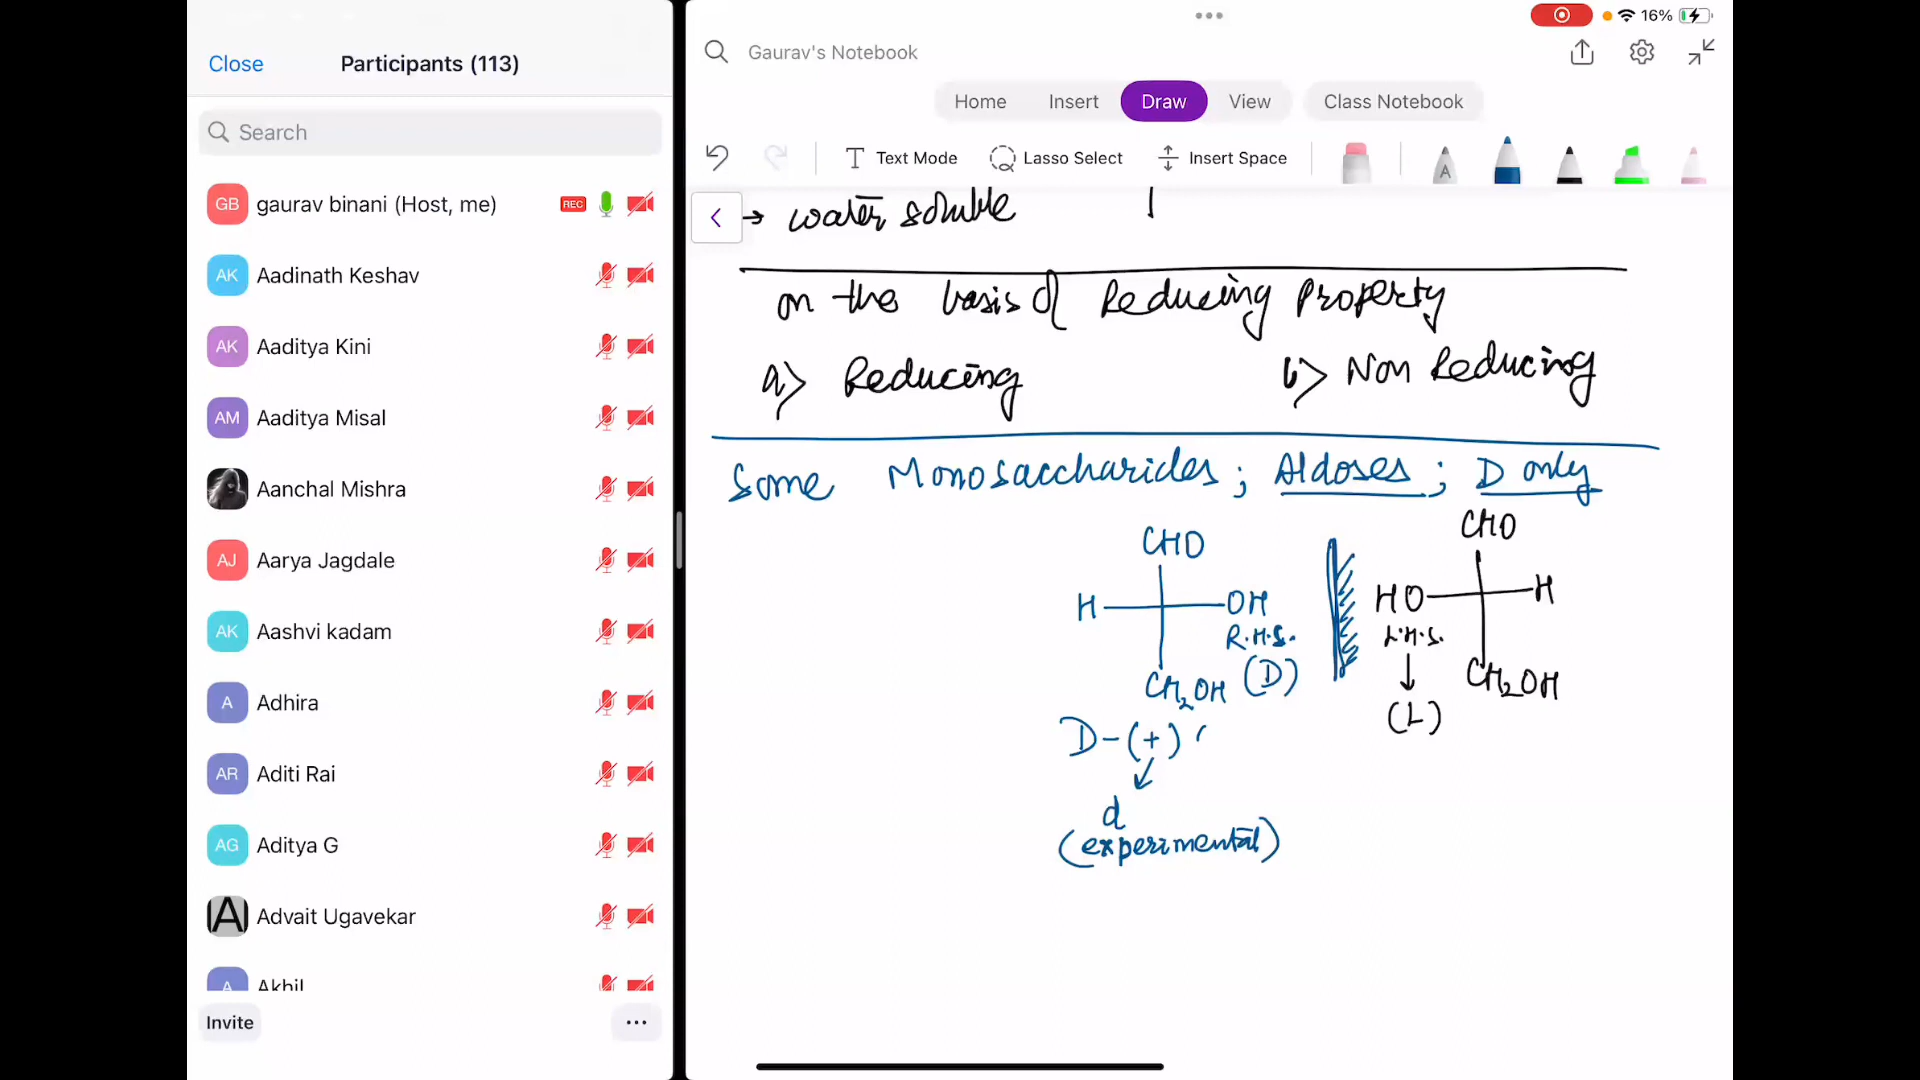 16%
Close
Participants (113)
Search
GB
gaurav binani (Host, me)
REC
AK
Aadinath Keshav
AK
Aaditya Kini
AM
Aaditya Misal
Aanchal Mishra
AJ
Aarya Jagdale
AK
Aashvi kadam
A
Adhira
AR
Aditi Rai
AG
Aditya G
A
Advait Ugavekar
A
Akhil
Invite
Gaurav's Notebook
Home Insert Draw View Class Notebook
T Text Mode Lasso Select Insert Space
A
→ water soluble
on the basis of Reducing Property
a> Reducing b> Non Reducing
Some Monosaccharides; Aldoses; D only
CHO
H OH
R.H.S.
(D)
CH₂OH
D-(+) (
d
(experimental)
CHO
HO H
L.H.S.
CH₂OH
(L)